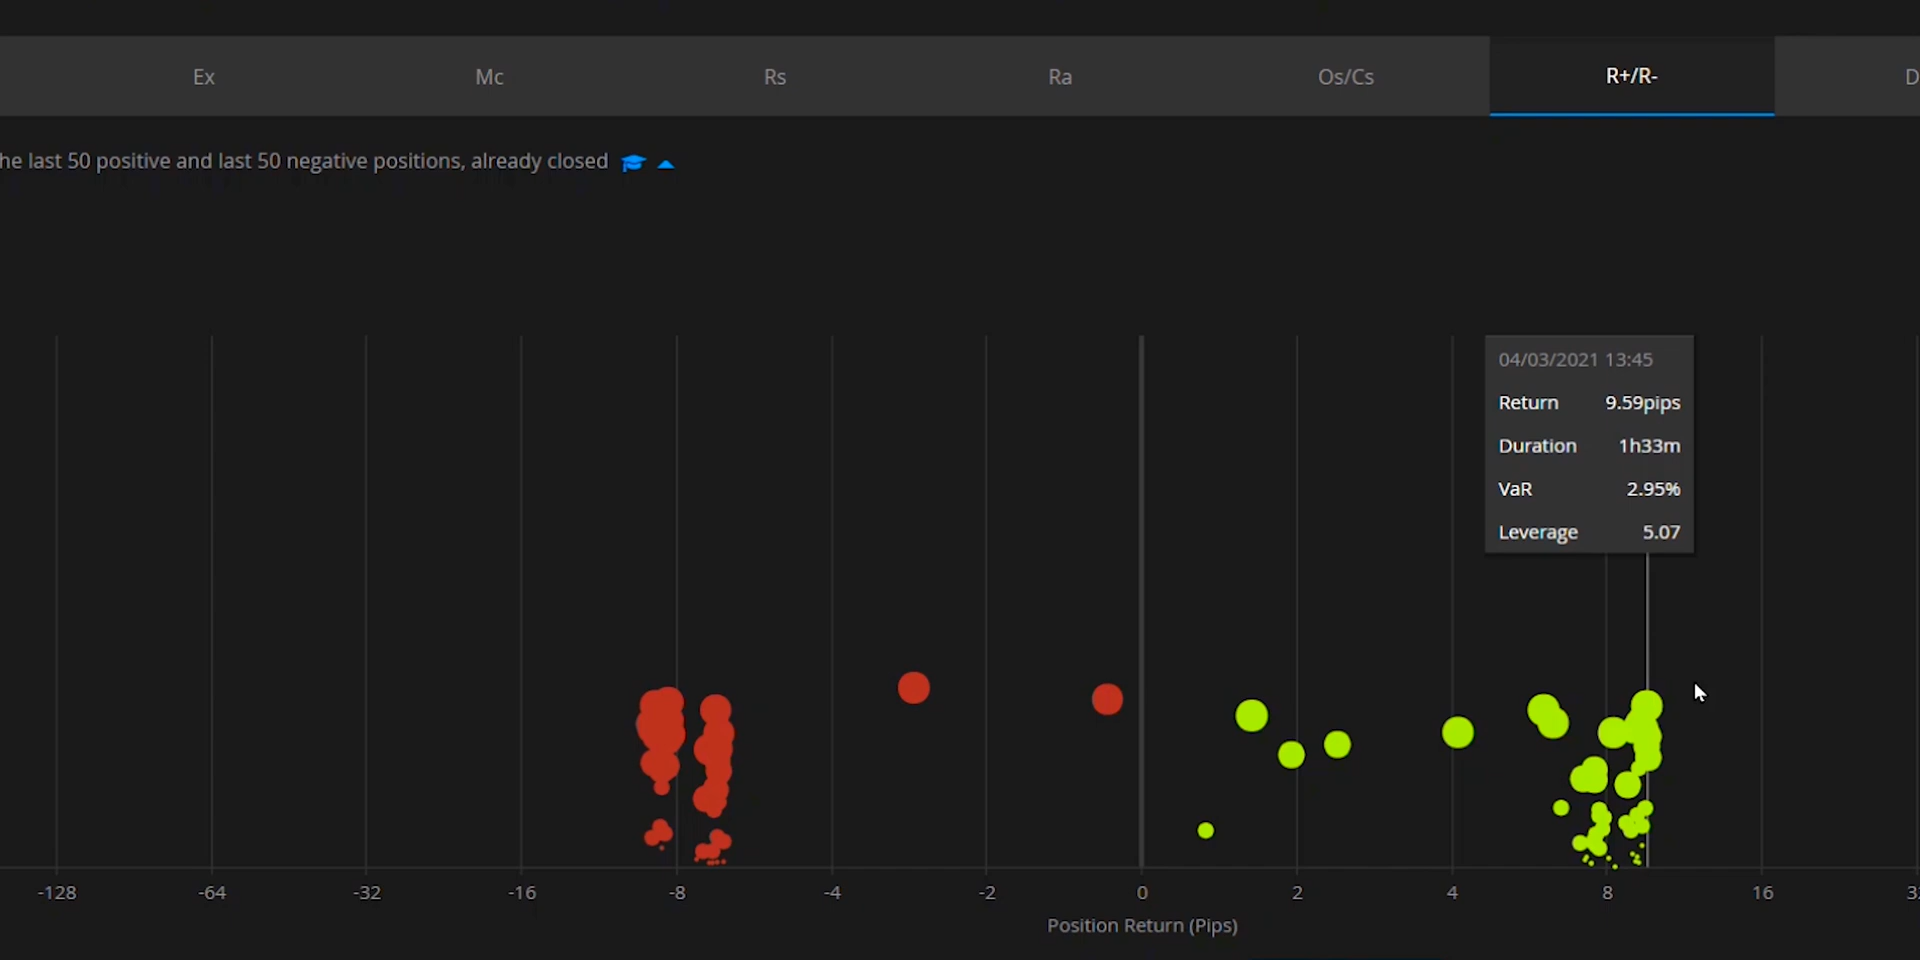 Ex Mc Rs Ra Os/Cs R+/R- D
he last 50 positive and last 50 negative positions, already closed
04/03/2021 13:45
Return 9.59pips
Duration 1h33m
VaR 2.95%
Leverage 5.07
-128 -64 -32 -16 -8 -4 -2 0 2 4 8 16
Position Return (Pips)